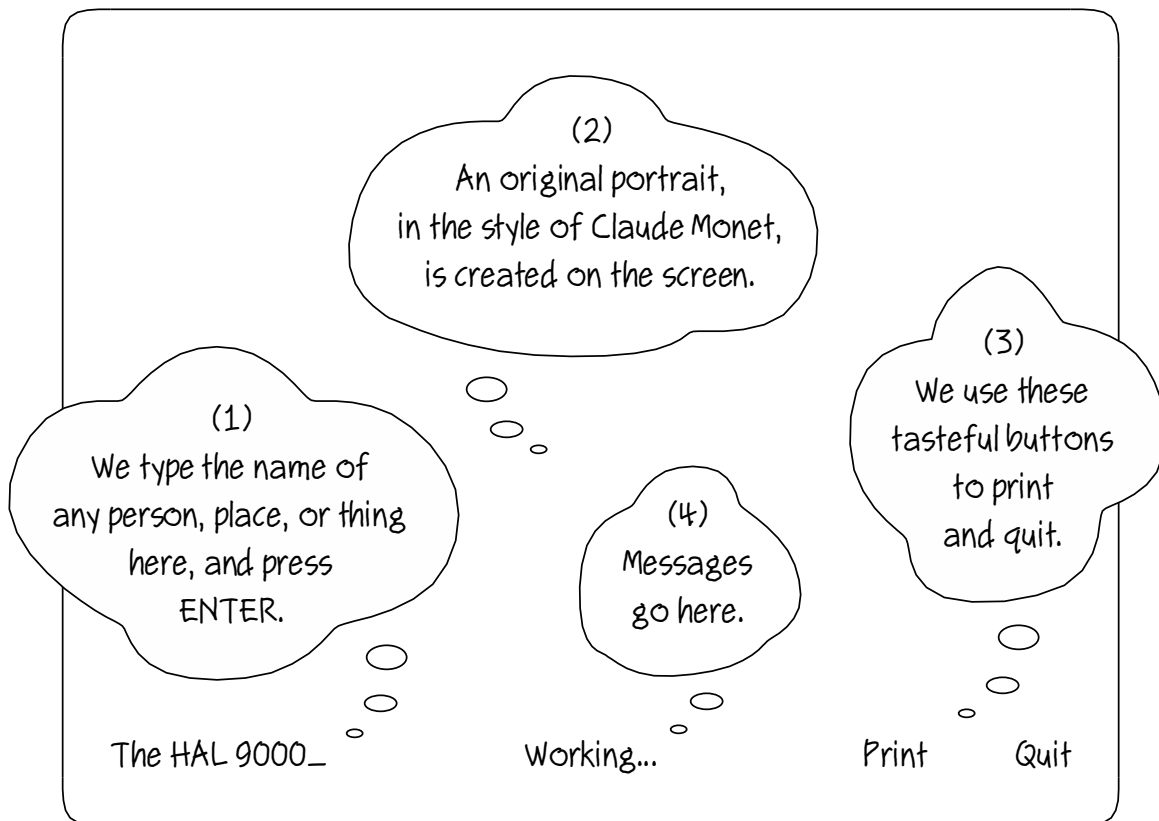 (1)
We type the name of
any person, place, or thing
here, and press
ENTER.
(2)
An original portrait,
in the style of Claude Monet,
is created on the screen.
(3)
We use these
tasteful buttons
to print
and quit.
(4)
Messages
go here.
The HAL 9000_
Working...
Print
Quit